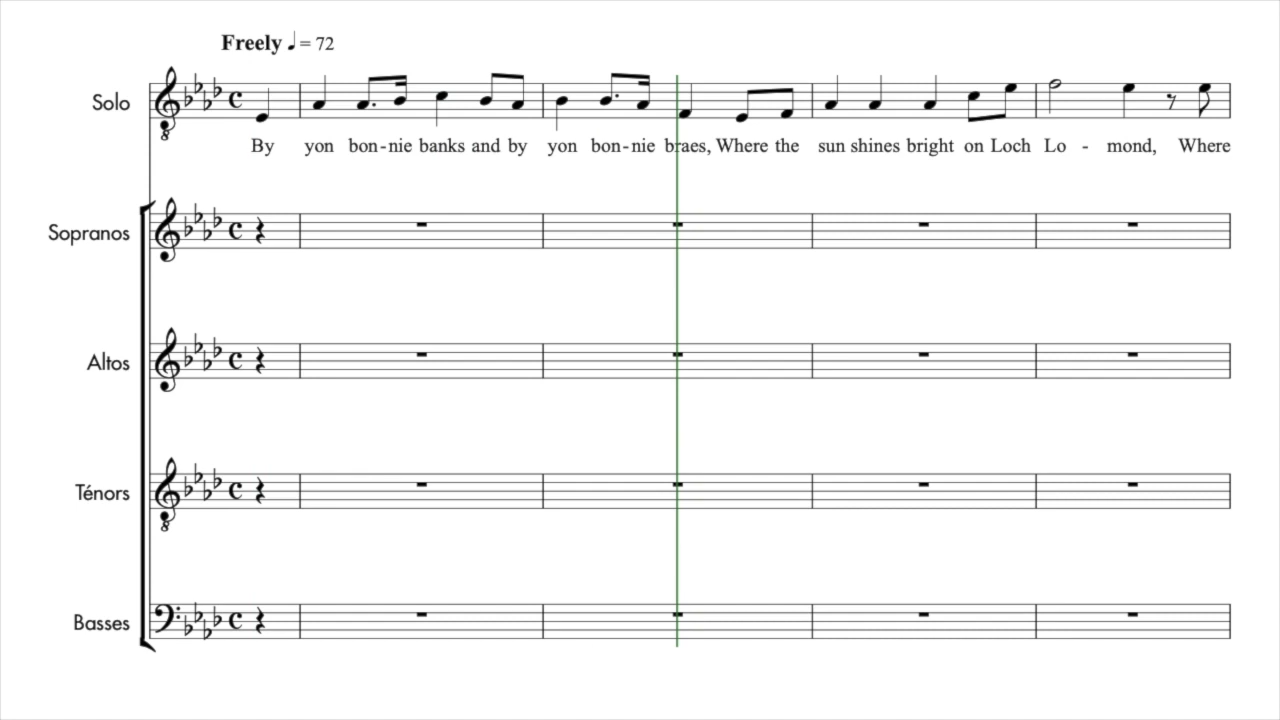 Freely ♩= 72
Solo
By yon bon-nie banks and by yon bon-nie braes, Where the sun shines bright on Loch Lo - mond, Where
Sopranos
Altos
Ténors
Basses